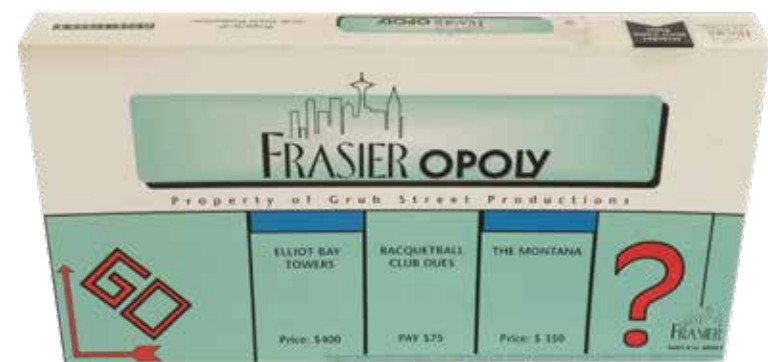 FRASIER OPOLY
Property of Grub Street Productions
GO
ELLIOT BAY
TOWERS
Price: $400
RACQUETBALL
CLUB DUES
PAY $75
THE MONTANA
Price: $ 350
?
FRASIER